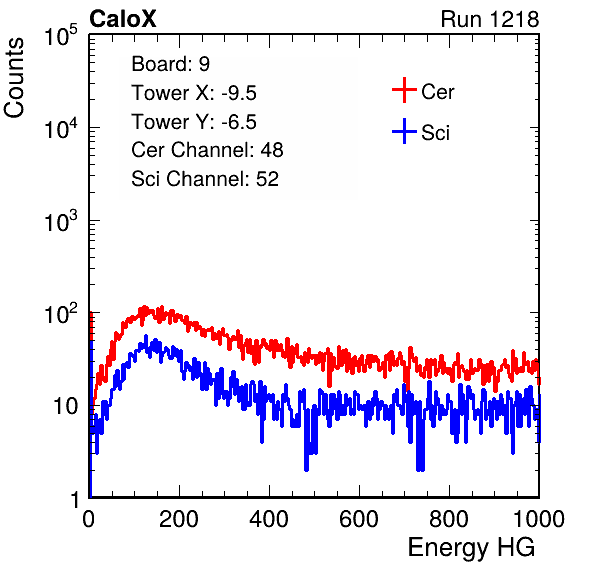 CaloX Run 1218
Counts
10^5
10^4
10^3
10^2
10
1
Board: 9
Tower X: -9.5
Tower Y: -6.5
Cer Channel: 48
Sci Channel: 52
Cer
Sci
0 200 400 600 800 1000
Energy HG